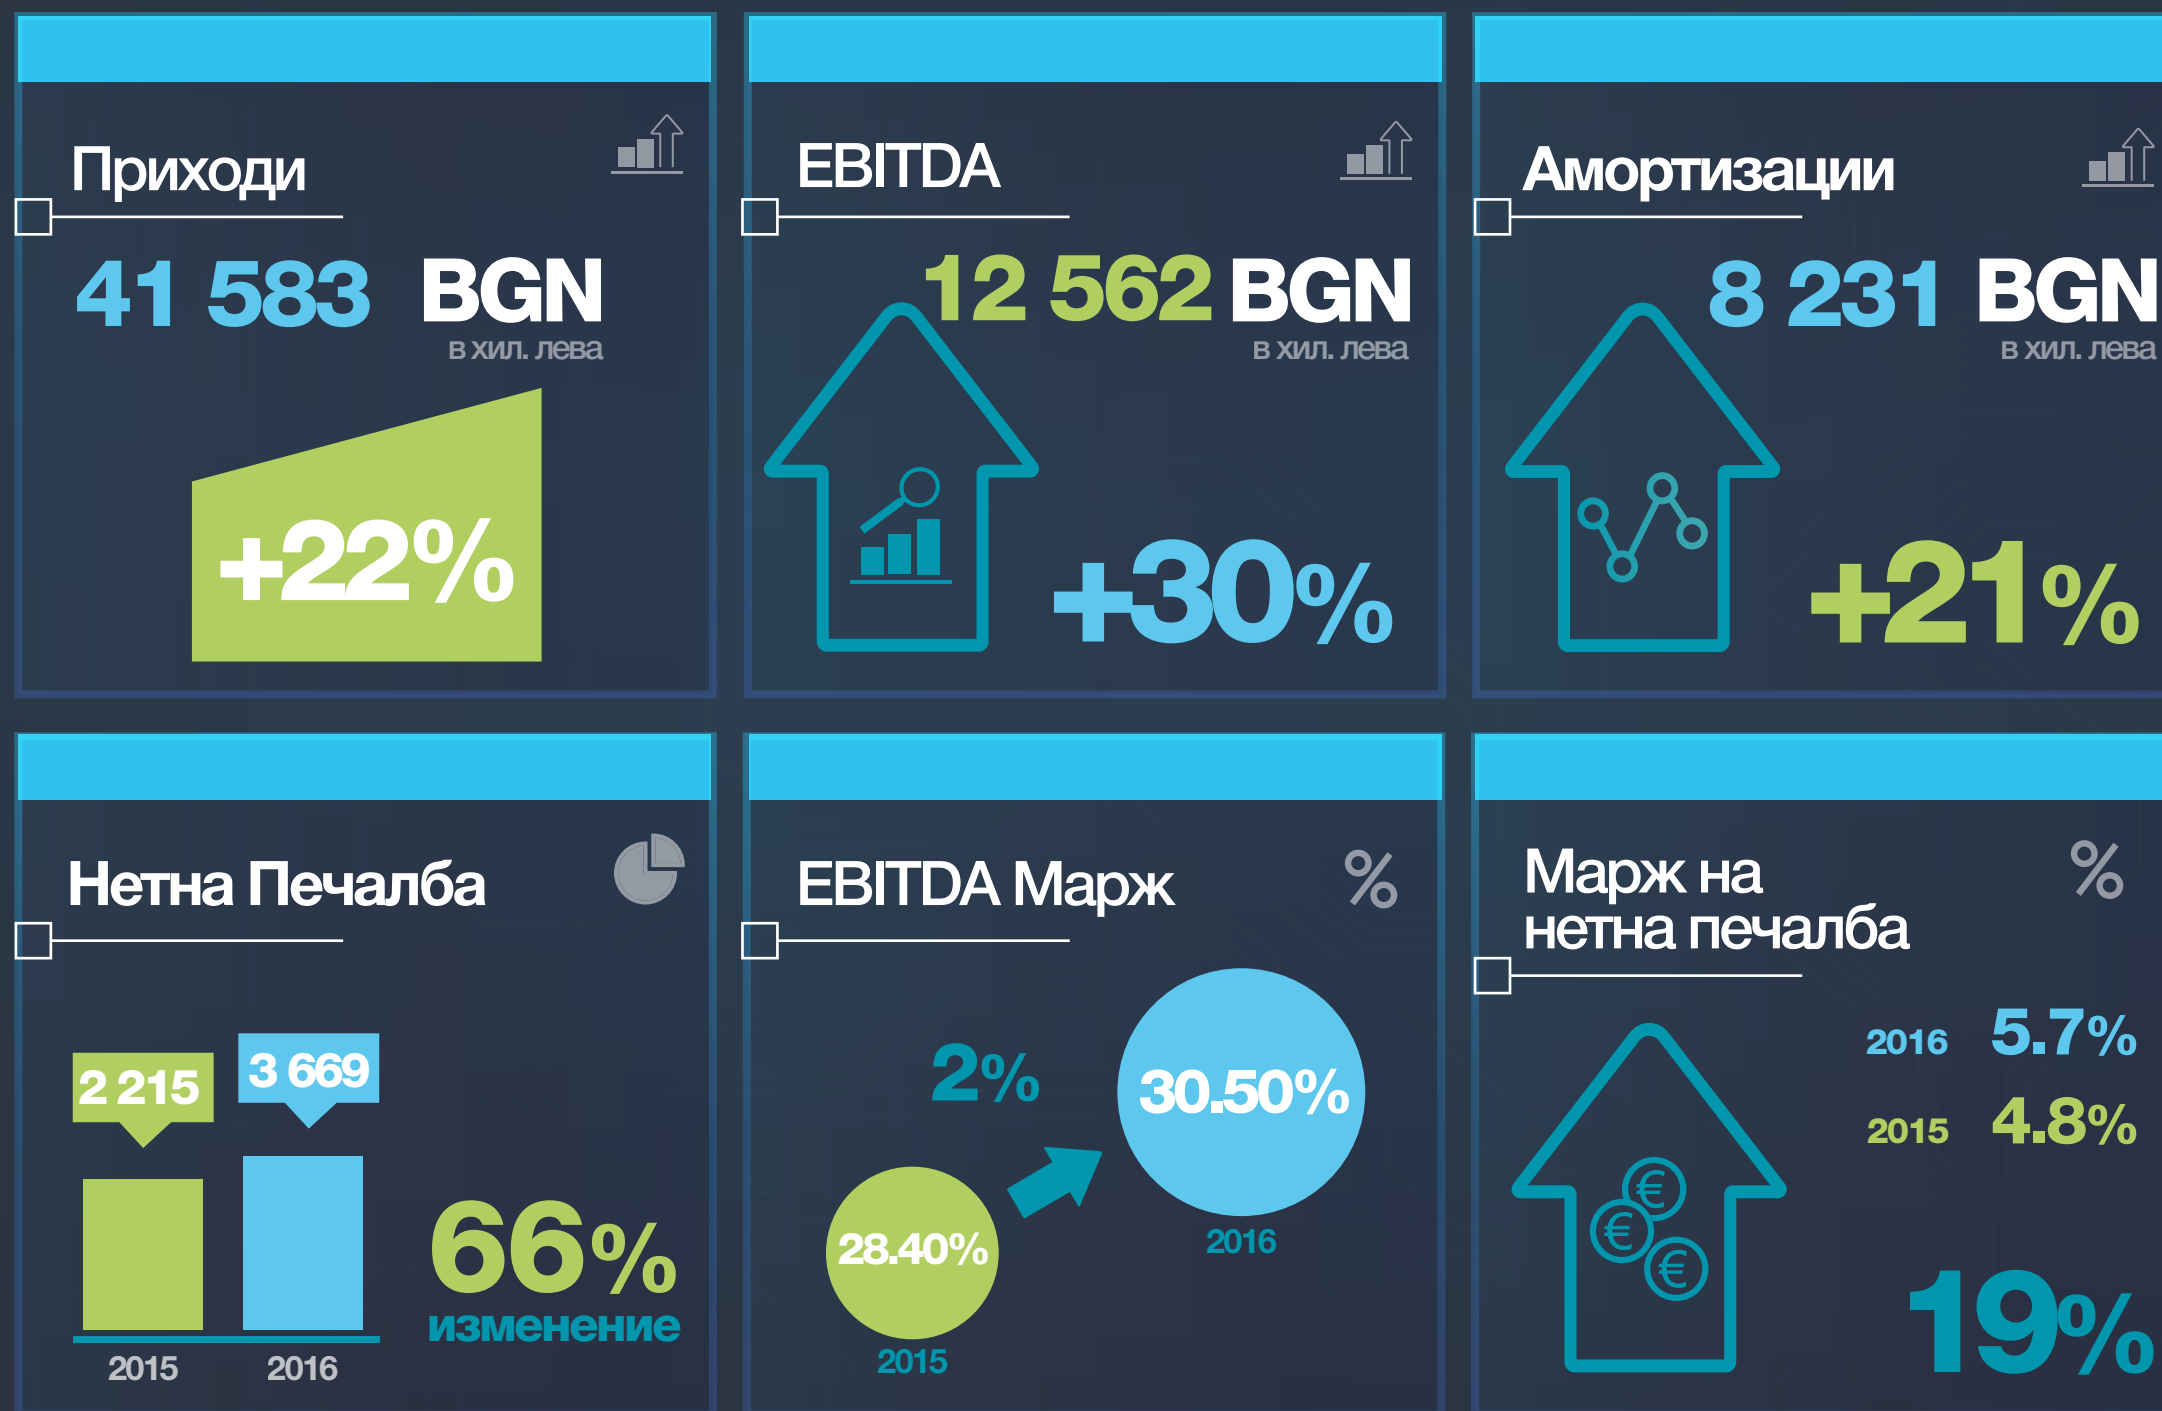 Приходи
41 583 BGN
в хил. лева
+22%
EBITDA
12 562 BGN
в хил. лева
+30%
Амортизации
8 231 BGN
в хил. лева
+21%
Нетна Печалба
2 215
3 669
66%
изменение
2015
2016
EBITDA Марж
%
2%
30.50%
2016
28.40%
2015
Марж на
нетна печалба
%
2016 5.7%
2015 4.8%
€
€
€
19%